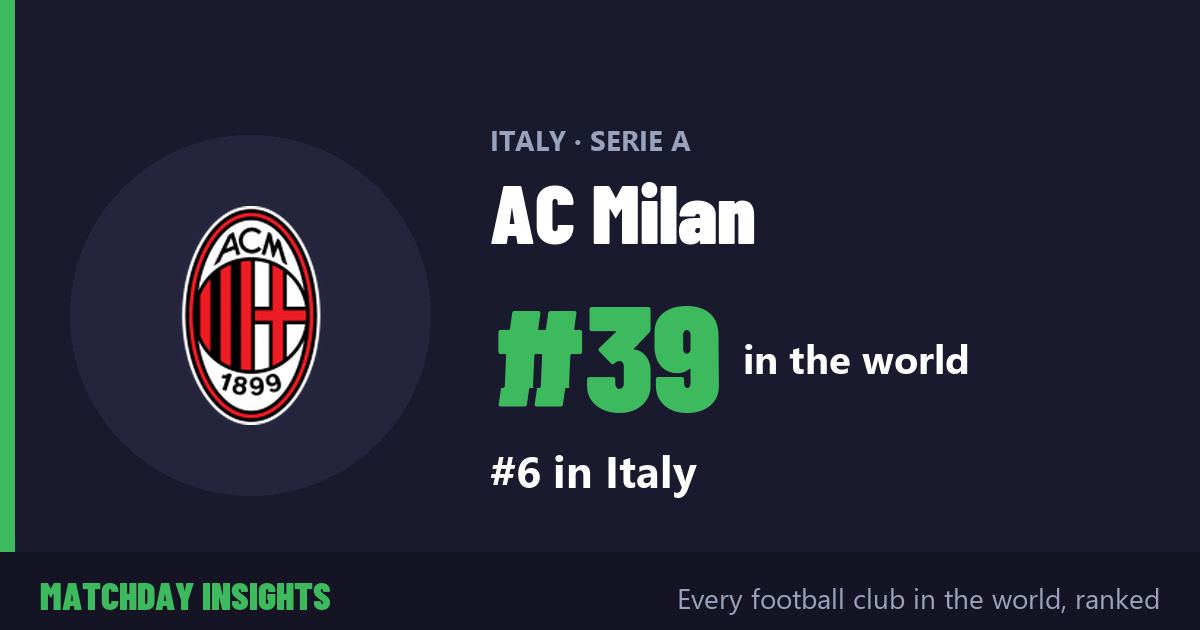 ITALY · SERIE A
AC Milan
#39 in the world
#6 in Italy
ACM
1899
MATCHDAY INSIGHTS
Every football club in the world, ranked